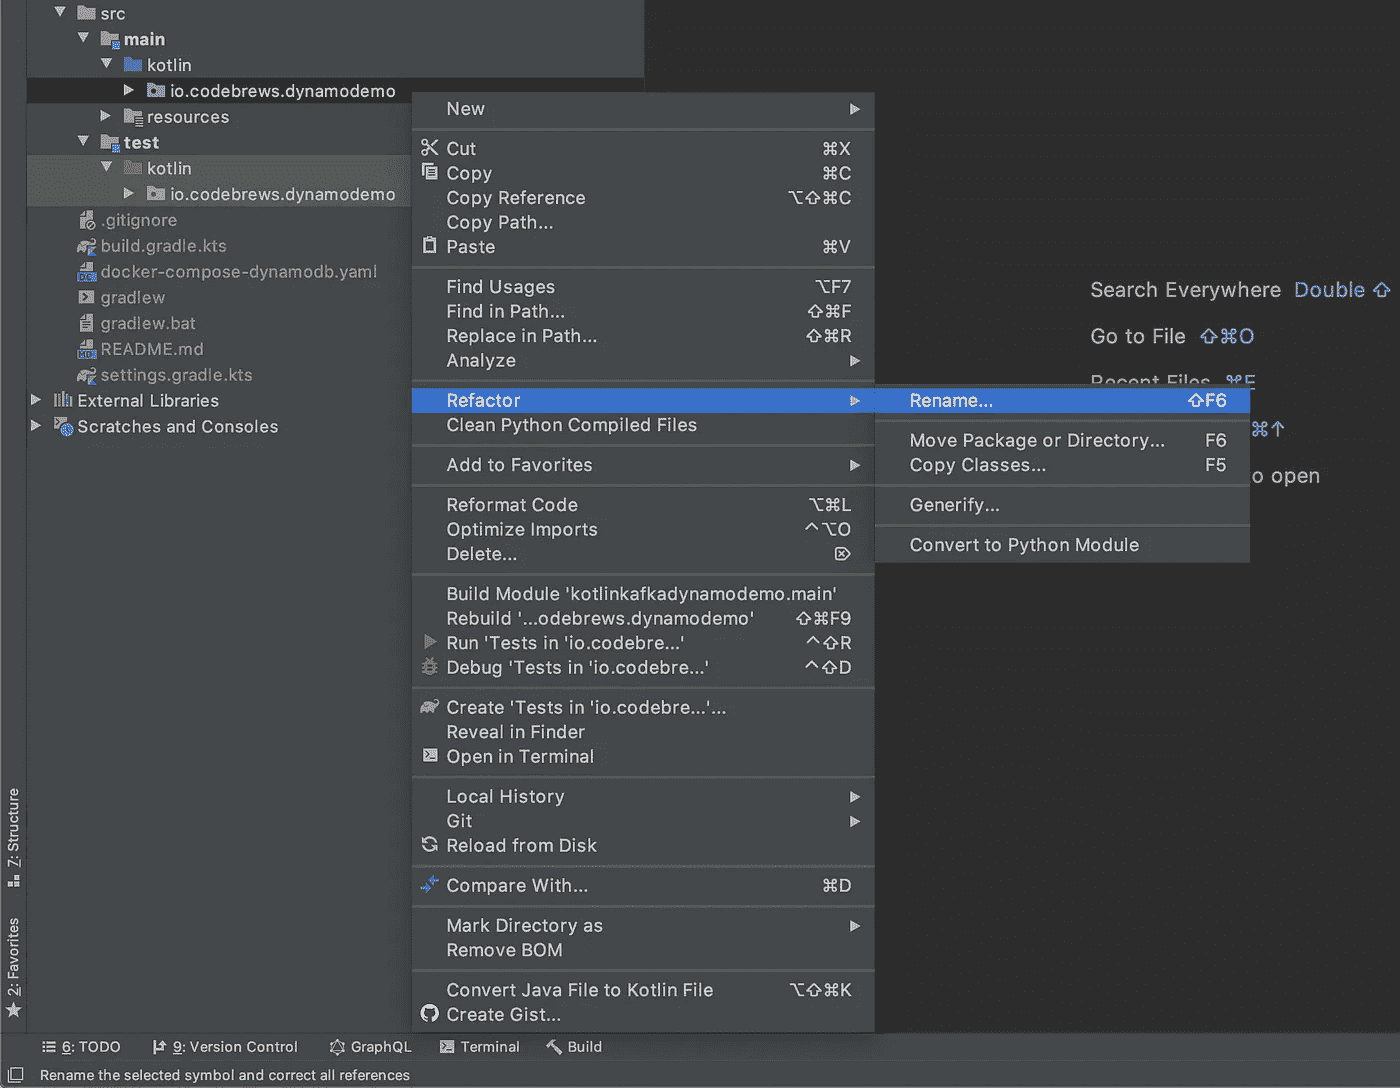 src
main
kotlin
io.codebrews.dynamodemo
resources
test
kotlin
io.codebrews.dynamodemo
.gitignore
build.gradle.kts
docker-compose-dynamodb.yaml
gradlew
gradlew.bat
README.md
settings.gradle.kts
External Libraries
Scratches and Consoles
New
Cut ⌘X
Copy ⌘C
Copy Reference ⌥⇧⌘C
Copy Path...
Paste ⌘V
Find Usages ⌥F7
Find in Path... ⇧⌘F
Replace in Path... ⇧⌘R
Analyze
Refactor
Clean Python Compiled Files
Add to Favorites
Reformat Code ⌥⌘L
Optimize Imports ^⌥O
Delete... ⌦
Build Module 'kotlinkafkadynamodemo.main'
Rebuild '...odebrews.dynamodemo' ⇧⌘F9
Run 'Tests in 'io.codebre...' ^⇧R
Debug 'Tests in 'io.codebre...' ^⇧D
Create 'Tests in 'io.codebre...'...
Reveal in Finder
Open in Terminal
Local History
Git
Reload from Disk
Compare With... ⌘D
Mark Directory as
Remove BOM
Convert Java File to Kotlin File ⌥⇧⌘K
Create Gist...
Rename... ⇧F6
Move Package or Directory... F6
Copy Classes... F5
Generify...
Convert to Python Module
Search Everywhere Double ⇧
Go to File ⇧⌘O
Recent Files ⌘E
⌘↑
o open
7: Structure
2: Favorites
6: TODO 9: Version Control GraphQL Terminal Build
Rename the selected symbol and correct all references